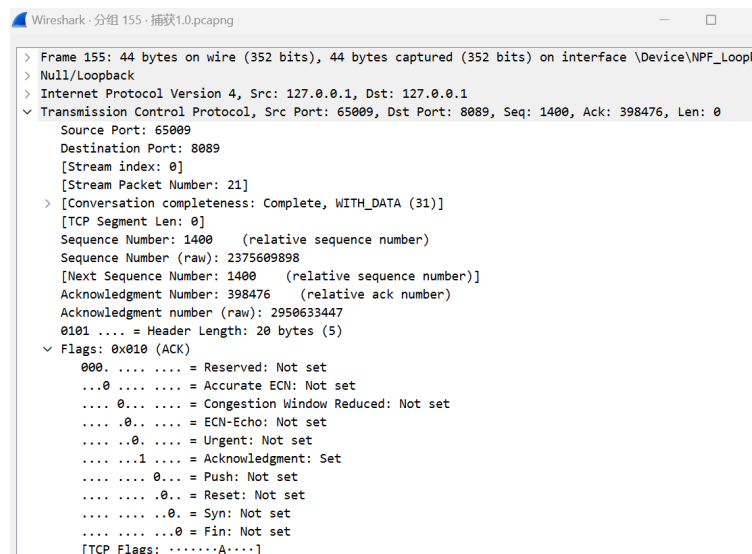 Wireshark · 分组 155 · 捕获1.0.pcapng
> Frame 155: 44 bytes on wire (352 bits), 44 bytes captured (352 bits) on interface \Device\NPF_Loopl
> Null/Loopback
> Internet Protocol Version 4, Src: 127.0.0.1, Dst: 127.0.0.1
Transmission Control Protocol, Src Port: 65009, Dst Port: 8089, Seq: 1400, Ack: 398476, Len: 0
Source Port: 65009
Destination Port: 8089
[Stream index: 0]
[Stream Packet Number: 21]
> [Conversation completeness: Complete, WITH_DATA (31)]
[TCP Segment Len: 0]
Sequence Number: 1400    (relative sequence number)
Sequence Number (raw): 2375609898
[Next Sequence Number: 1400    (relative sequence number)]
Acknowledgment Number: 398476    (relative ack number)
Acknowledgment number (raw): 2950633447
0101 .... = Header Length: 20 bytes (5)
Flags: 0x010 (ACK)
000. .... .... = Reserved: Not set
...0 .... .... = Accurate ECN: Not set
.... 0... .... = Congestion Window Reduced: Not set
.... .0.. .... = ECN-Echo: Not set
.... ..0. .... = Urgent: Not set
.... ...1 .... = Acknowledgment: Set
.... .... 0... = Push: Not set
.... .... .0.. = Reset: Not set
.... .... ..0. = Syn: Not set
.... .... ...0 = Fin: Not set
[TCP Flags: ·······A····]